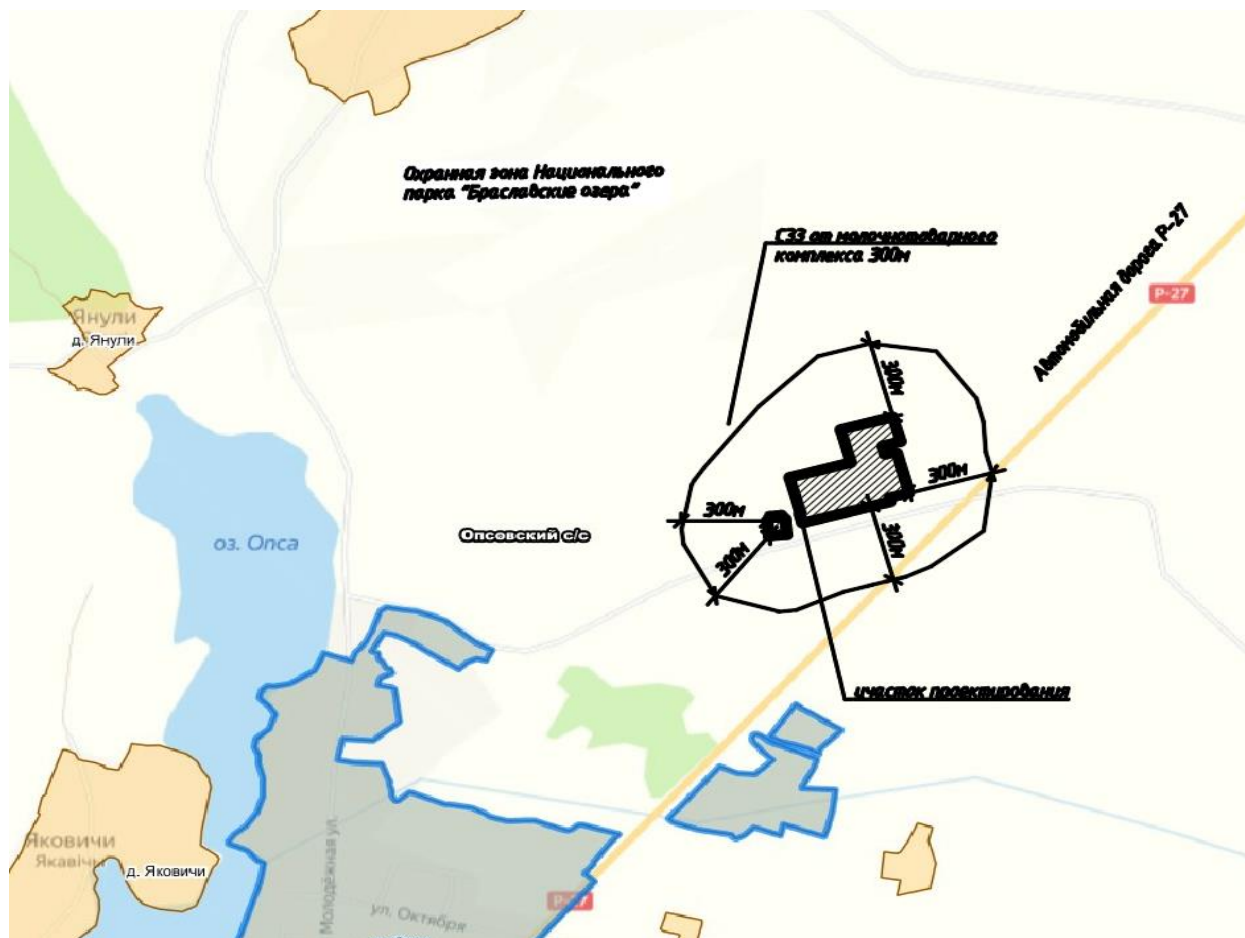 Охранная зона Национального
парка "Браславские озера"
СЗЗ от молочнотоварного
комплекса 300м
Автомобильная дорога Р-27
Р-27
Янули
д. Янули
300м
300м
300м
300м
300м
оз. Опса
Опсовский с/с
участок проектирования
Яковичи
Якавічы
д. Яковичи
Молодёжная ул.
ул. Октября
Р-27